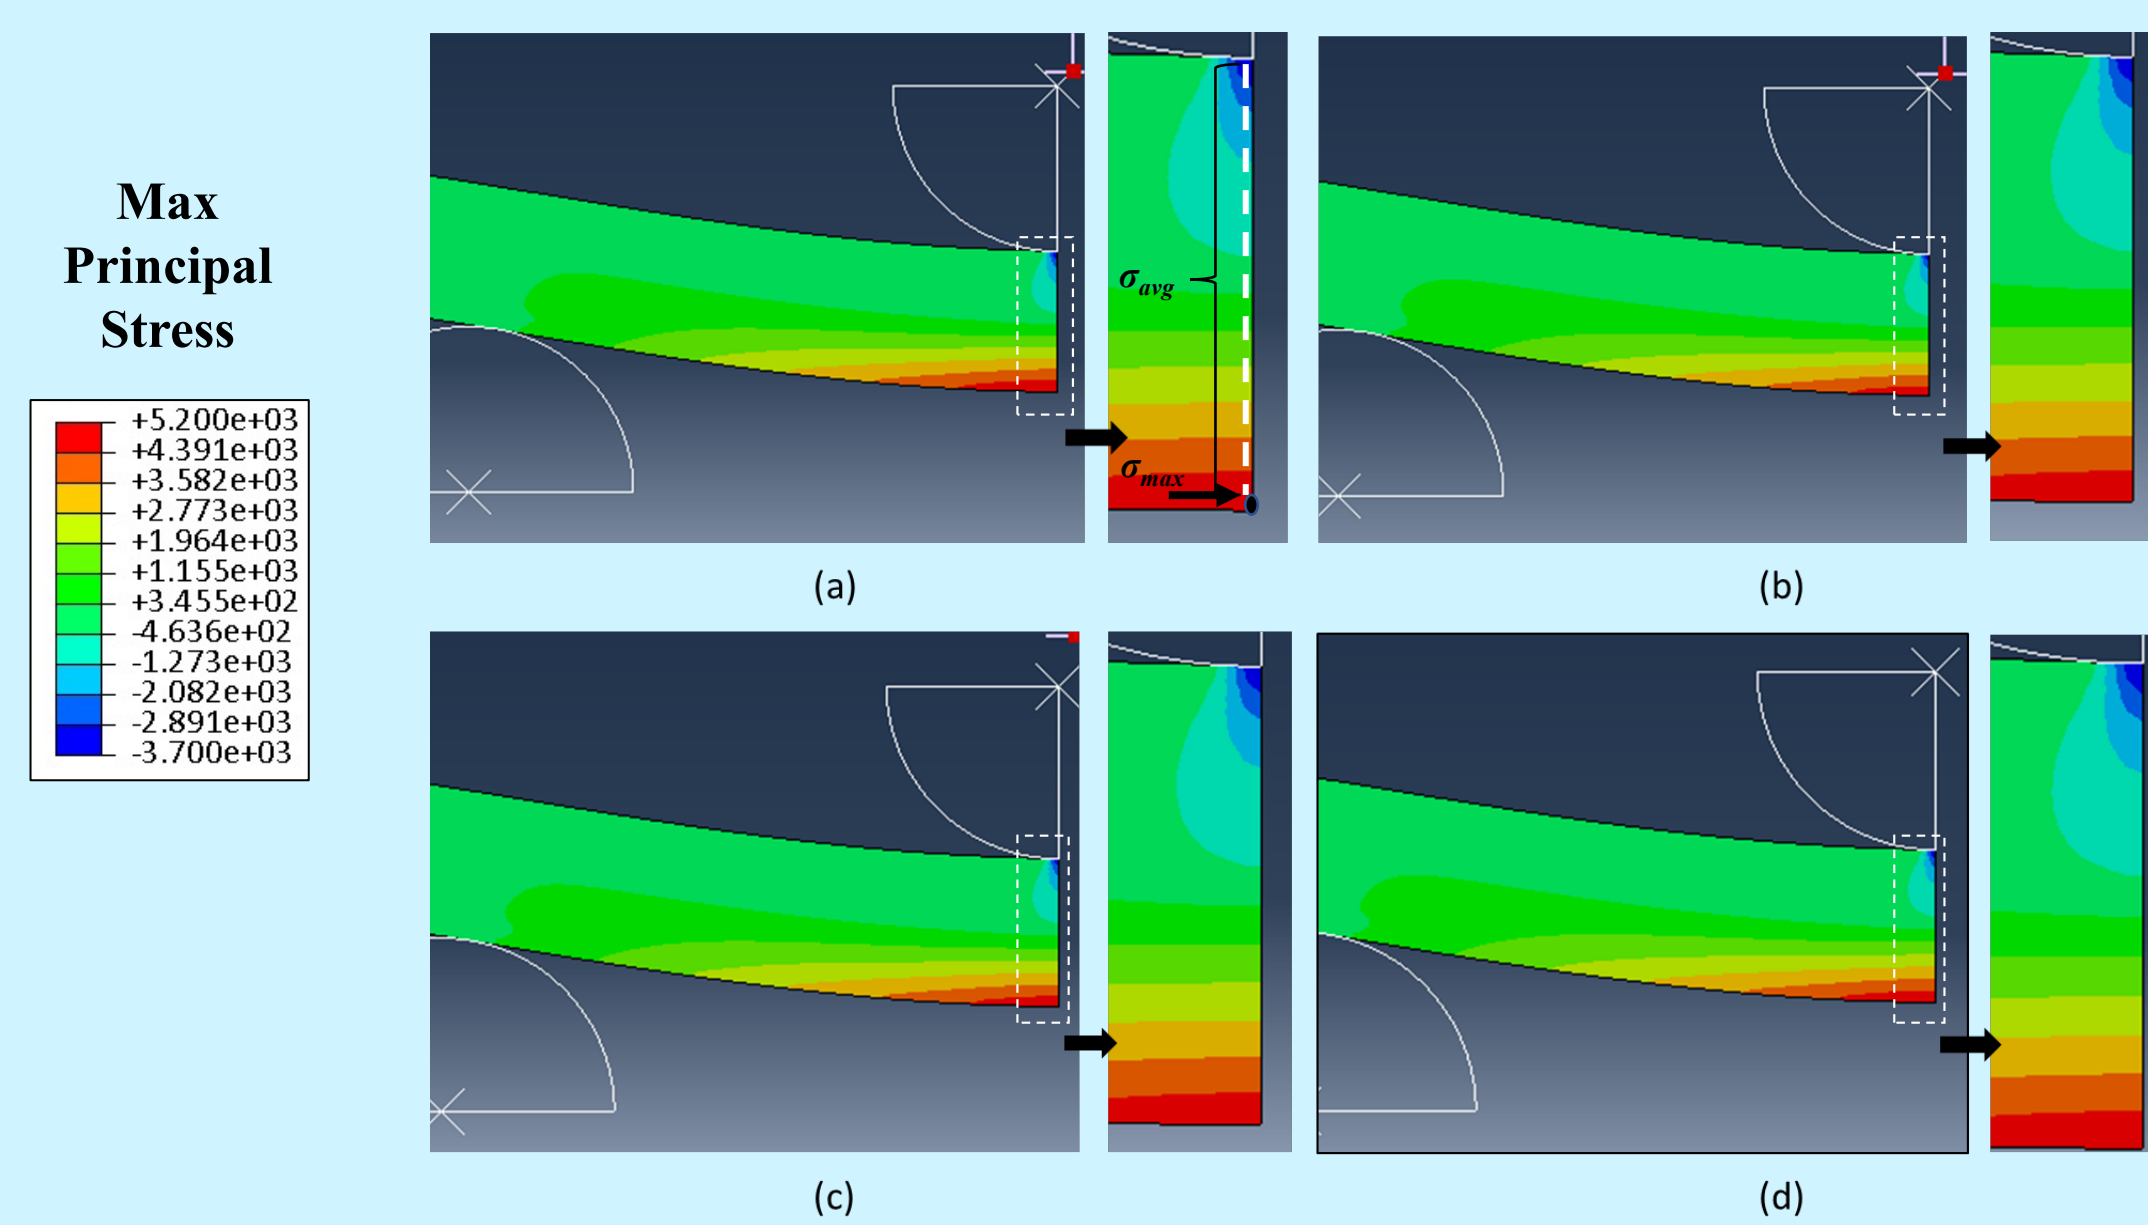 Max
Principal
Stress
+5.200e+03
+4.391e+03
+3.582e+03
+2.773e+03
+1.964e+03
+1.155e+03
+3.455e+02
-4.636e+02
-1.273e+03
-2.082e+03
-2.891e+03
-3.700e+03
σavg
σmax
(a)
(b)
(c)
(d)